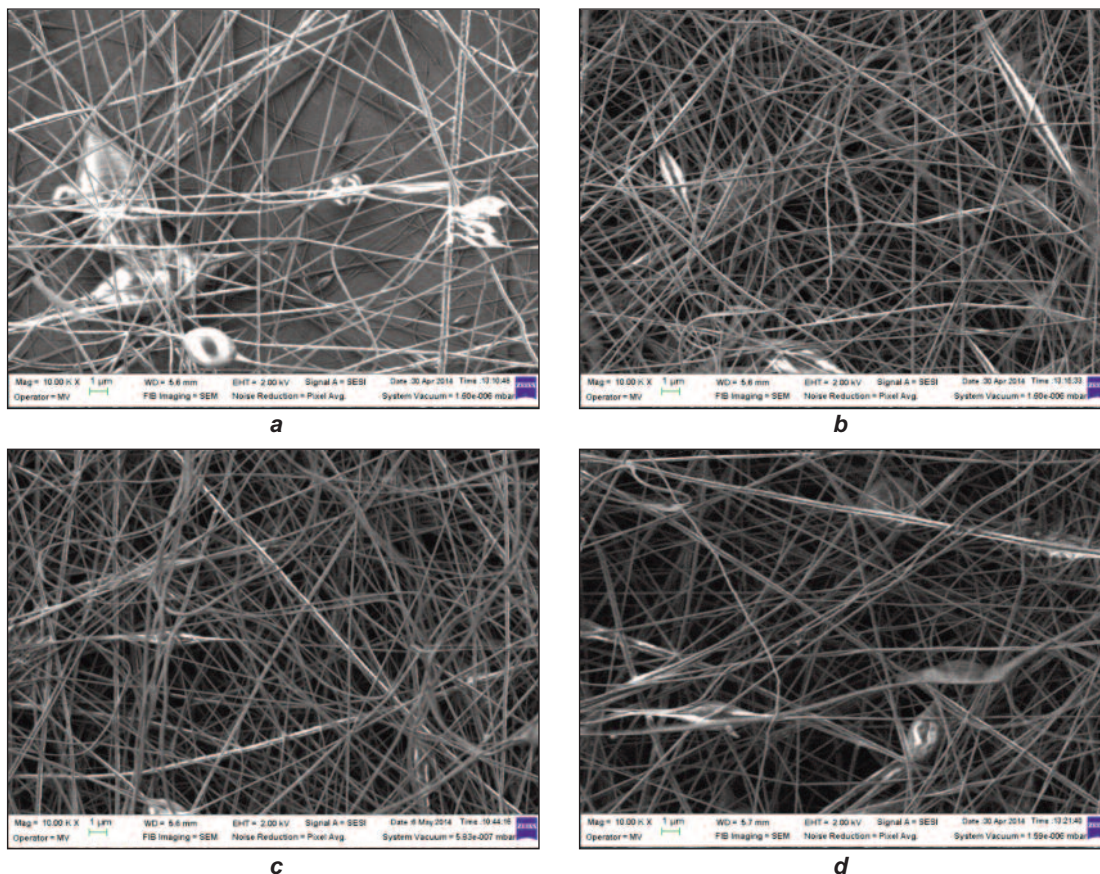 Mag = 10.00 K X 1 µm WD = 5.6 mm EHT = 2.00 kV Signal A = SESI Date :30 Apr 2014 Time :13:10:46
Operator = MV FIB Imaging = SEM Noise Reduction = Pixel Avg. System Vacuum = 1.60e-006 mbar ZEISS
a
Mag = 10.00 K X 1 µm WD = 5.6 mm EHT = 2.00 kV Signal A = SESI Date :30 Apr 2014 Time :13:16:33
Operator = MV FIB Imaging = SEM Noise Reduction = Pixel Avg. System Vacuum = 1.60e-006 mbar ZEISS
b
Mag = 10.00 K X 1 µm WD = 5.6 mm EHT = 2.00 kV Signal A = SESI Date :6 May 2014 Time :10:44:16
Operator = MV FIB Imaging = SEM Noise Reduction = Pixel Avg. System Vacuum = 5.83e-007 mbar ZEISS
c
Mag = 10.00 K X 1 µm WD = 5.7 mm EHT = 2.00 kV Signal A = SESI Date :30 Apr 2014 Time :13:21:48
Operator = MV FIB Imaging = SEM Noise Reduction = Pixel Avg. System Vacuum = 1.59e-006 mbar ZEISS
d